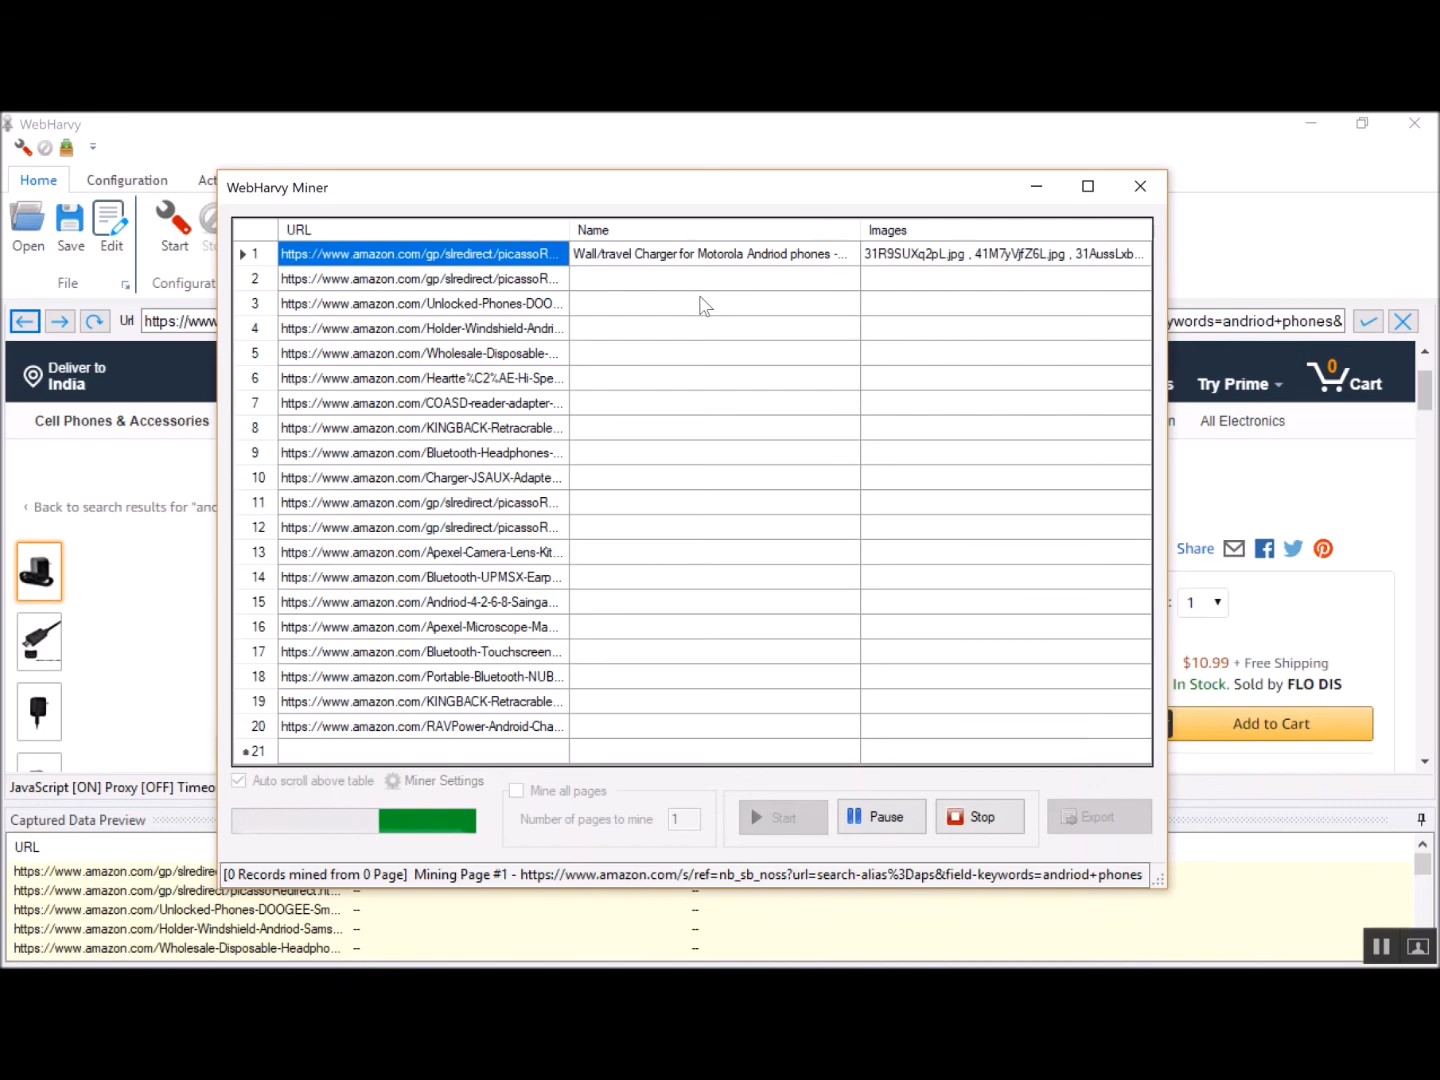 WebHarvy
Home Configuration Act
Open Save Edit Start
File Configurat
Url https://www
ywords=andriod+phones&
Deliver to
India
Try Prime
0
Cart
Cell Phones & Accessories
All Electronics
‹ Back to search results for "and
Share
1
$10.99 + Free Shipping
In Stock. Sold by FLO DIS
Add to Cart
JavaScript [ON] Proxy [OFF] Timeo
Captured Data Preview
URL
https://www.amazon.com/gp/slredire
https://www.amazon.com/gp/slredirect/picassoRedirect.ht... -- --
https://www.amazon.com/Unlocked-Phones-DOOGEE-Sm... -- --
https://www.amazon.com/Holder-Windshield-Andriod-Sams... -- --
https://www.amazon.com/Wholesale-Disposable-Headpho... -- --
WebHarvy Miner
URL Name Images
1 https://www.amazon.com/gp/slredirect/picassoR... Wall/travel Charger for Motorola Andriod phones -... 31R9SUXq2pL.jpg , 41M7yVjfZ6L.jpg , 31AussLxb...
2 https://www.amazon.com/gp/slredirect/picassoR...
3 https://www.amazon.com/Unlocked-Phones-DOO...
4 https://www.amazon.com/Holder-Windshield-Andri...
5 https://www.amazon.com/Wholesale-Disposable-...
6 https://www.amazon.com/Heartte%C2%AE-Hi-Spe...
7 https://www.amazon.com/COASD-reader-adapter-...
8 https://www.amazon.com/KINGBACK-Retracrable...
9 https://www.amazon.com/Bluetooth-Headphones-...
10 https://www.amazon.com/Charger-JSAUX-Adapte...
11 https://www.amazon.com/gp/slredirect/picassoR...
12 https://www.amazon.com/gp/slredirect/picassoR...
13 https://www.amazon.com/Apexel-Camera-Lens-Kit...
14 https://www.amazon.com/Bluetooth-UPMSX-Earp...
15 https://www.amazon.com/Andriod-4-2-6-8-Sainga...
16 https://www.amazon.com/Apexel-Microscope-Ma...
17 https://www.amazon.com/Bluetooth-Touchscreen...
18 https://www.amazon.com/Portable-Bluetooth-NUB...
19 https://www.amazon.com/KINGBACK-Retracrable...
20 https://www.amazon.com/RAVPower-Android-Cha...
21
Auto scroll above table Miner Settings
Mine all pages
Number of pages to mine 1
Start Pause Stop Export
[0 Records mined from 0 Page] Mining Page #1 - https://www.amazon.com/s/ref=nb_sb_noss?url=search-alias%3Daps&field-keywords=andriod+phones